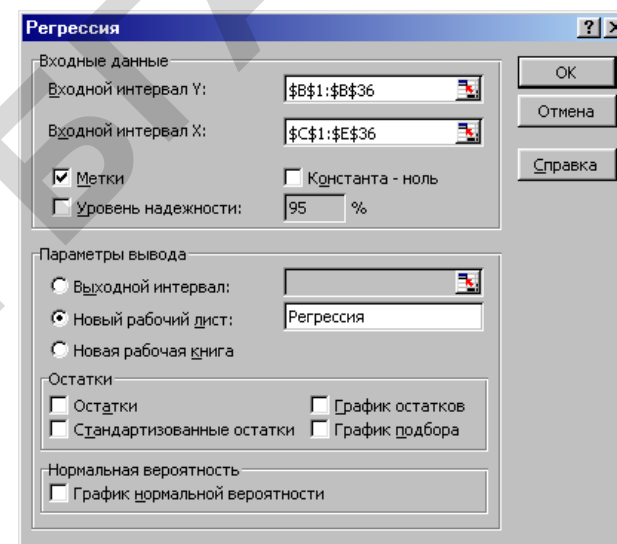 Регрессия
Входные данные
Входной интервал Y: $B$1:$B$36
Входной интервал X: $C$1:$E$36
Метки Константа - ноль
Уровень надежности: 95 %
OK
Отмена
Справка
Параметры вывода
Выходной интервал:
Новый рабочий лист: Регрессия
Новая рабочая книга
Остатки
Остатки График остатков
Стандартизованные остатки График подбора
Нормальная вероятность
График нормальной вероятности